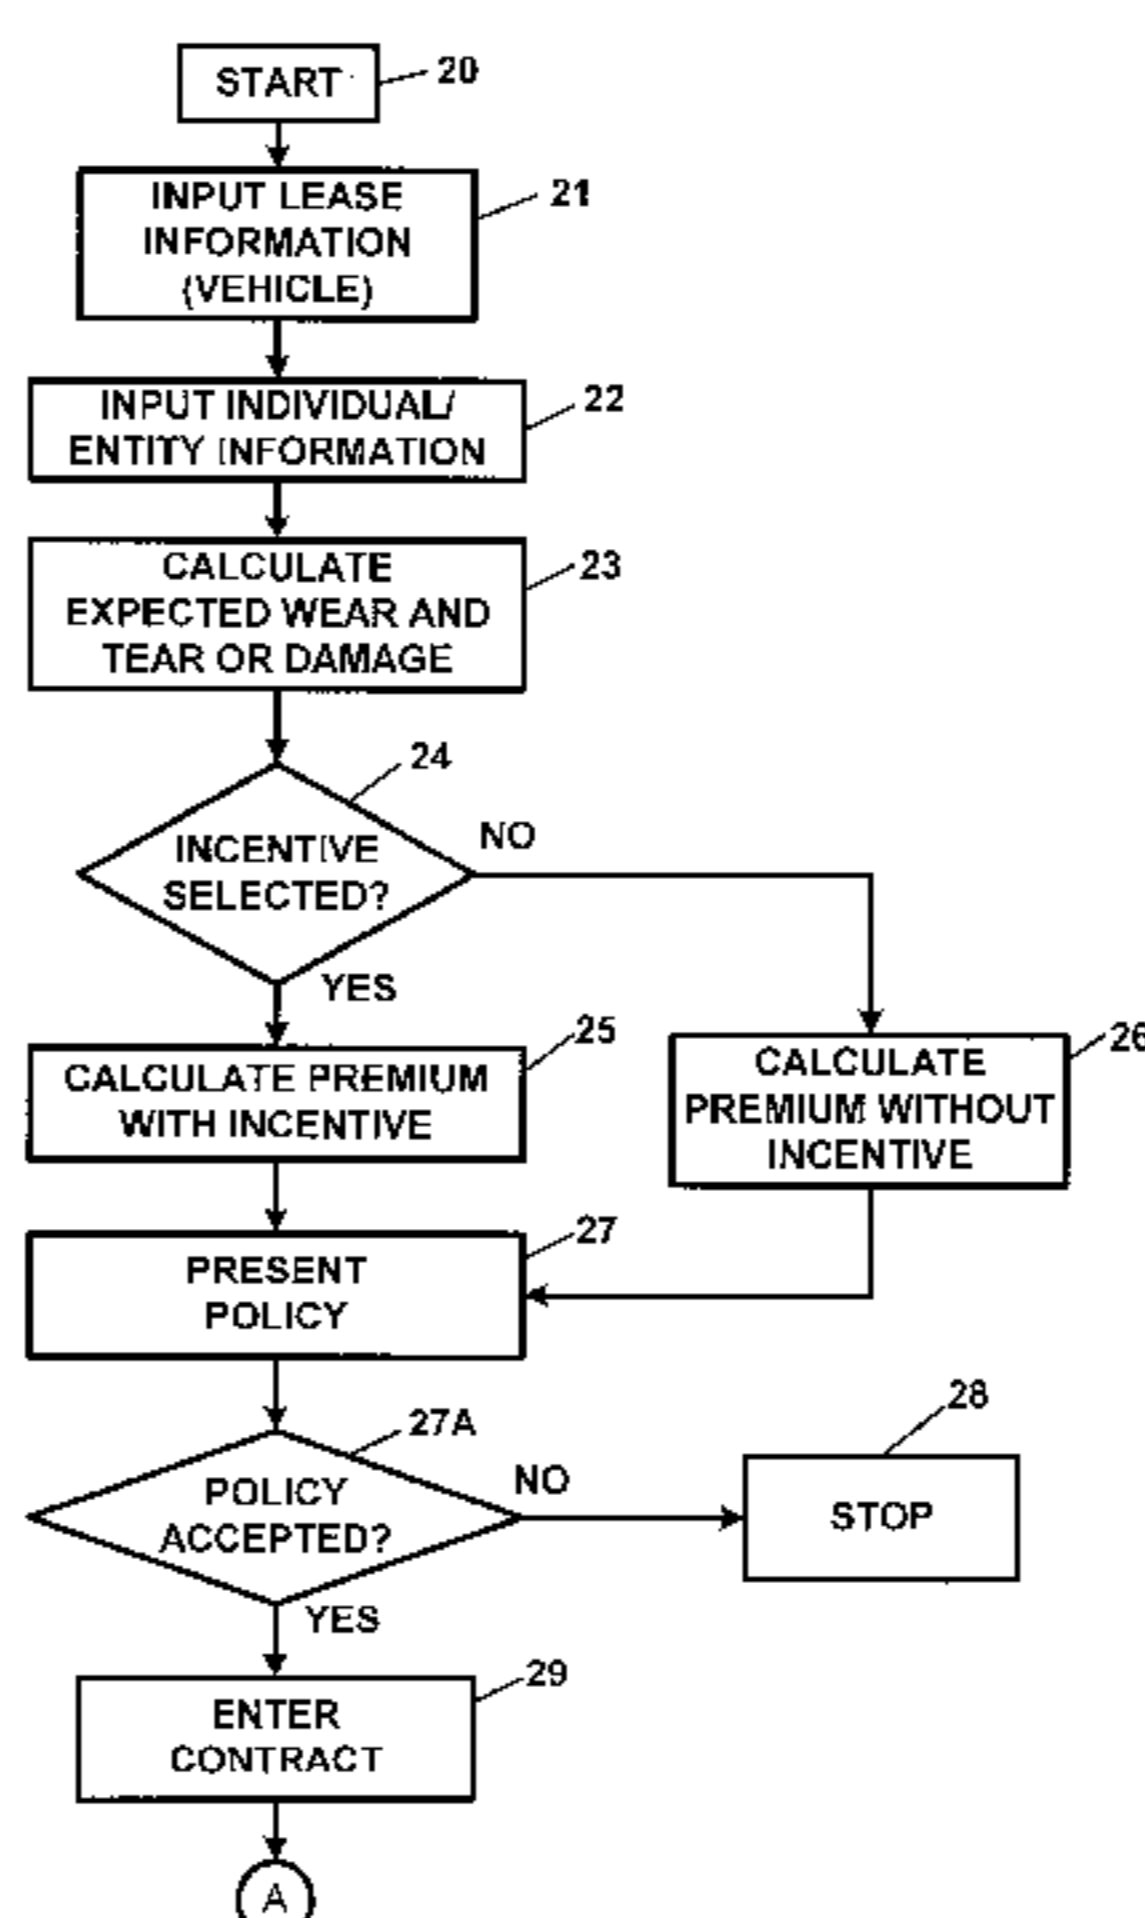 START
20
INPUT LEASE
INFORMATION
(VEHICLE)
21
INPUT INDIVIDUAL/
ENTITY INFORMATION
22
CALCULATE
EXPECTED WEAR AND
TEAR OR DAMAGE
23
24
INCENTIVE
SELECTED?
NO
YES
CALCULATE PREMIUM
WITH INCENTIVE
25
CALCULATE
PREMIUM WITHOUT
INCENTIVE
26
PRESENT
POLICY
27
27A
POLICY
ACCEPTED?
NO
YES
28
STOP
ENTER
CONTRACT
29
A